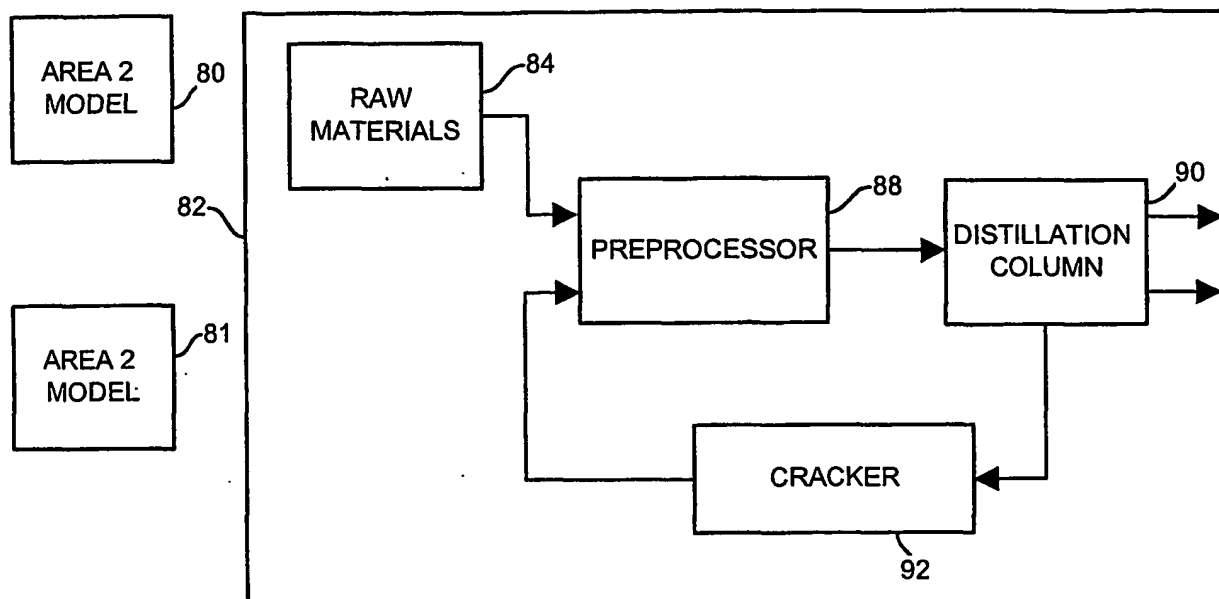 AREA 2
MODEL
80
RAW
MATERIALS
84
82
PREPROCESSOR
88
DISTILLATION
COLUMN
90
AREA 2
MODEL
81
CRACKER
92